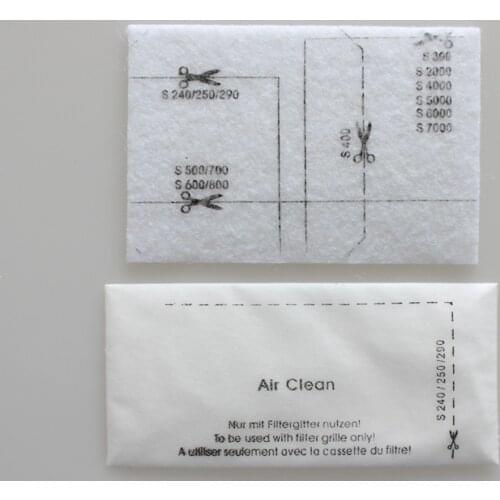 S 300
S 2000
S 4000
S 5000
S 6000
S 7000
S 240/250/290
S 400
S 500/700
S 600/800
S 240/250/290
Air Clean
Nur mit Filtergitter nutzen!
To be used with filter grille only!
A utiliser seulement avec la cassette du filtre!